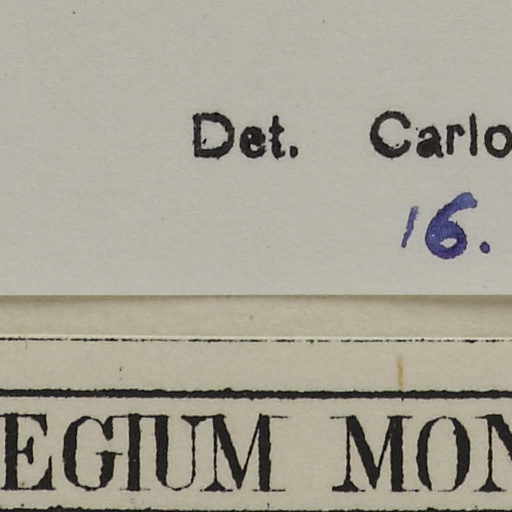 Det. Carlo
16.
EGIUM MON